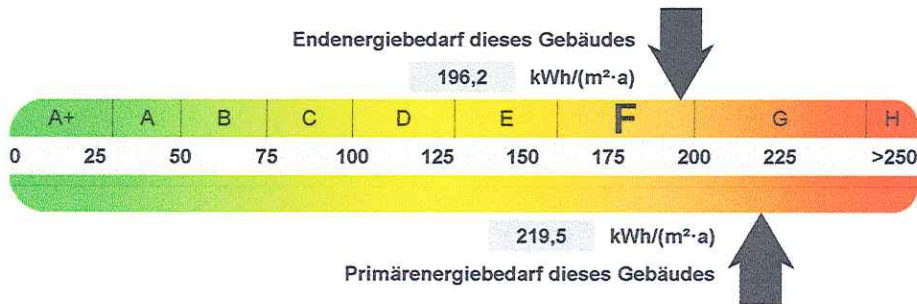 Endenergiebedarf dieses Gebäudes
196,2 kWh/(m²·a)
A+ A B C D E F G H
0 25 50 75 100 125 150 175 200 225 >250
219,5 kWh/(m²·a)
Primärenergiebedarf dieses Gebäudes